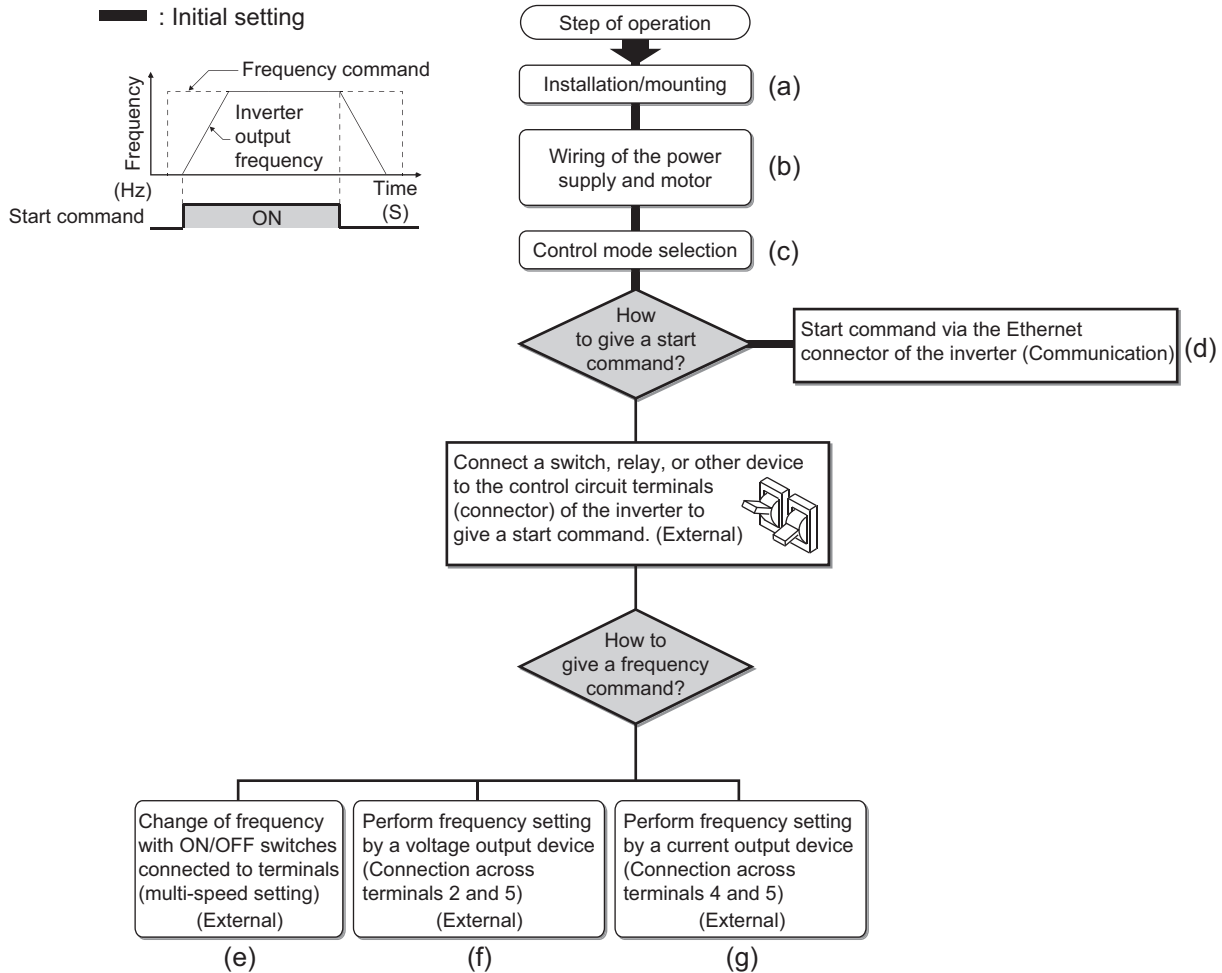 : Initial setting
Frequency command
Inverter
output
frequency
Frequency
(Hz)
Time
(S)
Start command
ON
Step of operation
Installation/mounting
(a)
Wiring of the power
supply and motor
(b)
Control mode selection
(c)
How
to give a start
command?
Start command via the Ethernet
connector of the inverter (Communication)
(d)
Connect a switch, relay, or other device
to the control circuit terminals
(connector) of the inverter to
give a start command. (External)
How to
give a frequency
command?
Change of frequency
with ON/OFF switches
connected to terminals
(multi-speed setting)
(External)
(e)
Perform frequency setting
by a voltage output device
(Connection across
terminals 2 and 5)
(External)
(f)
Perform frequency setting
by a current output device
(Connection across
terminals 4 and 5)
(External)
(g)